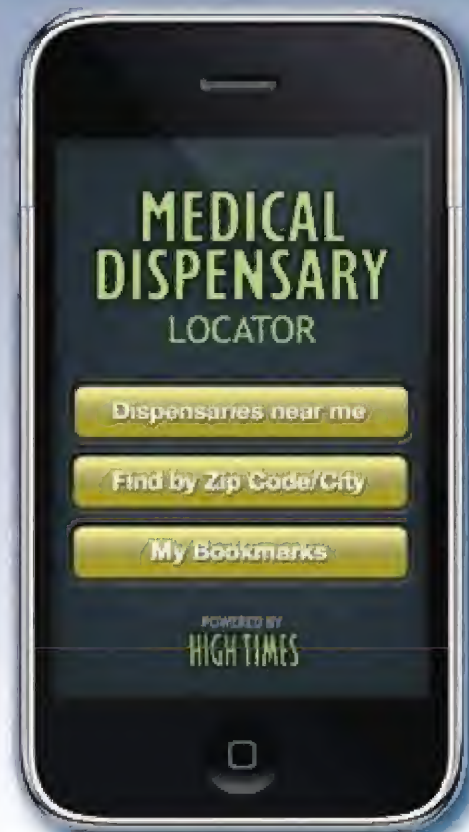 MEDICAL
DISPENSARY
LOCATOR
Dispensaries near me
Find by Zip Code/City
My Bookmarks
POWERED BY
HIGH TIMES